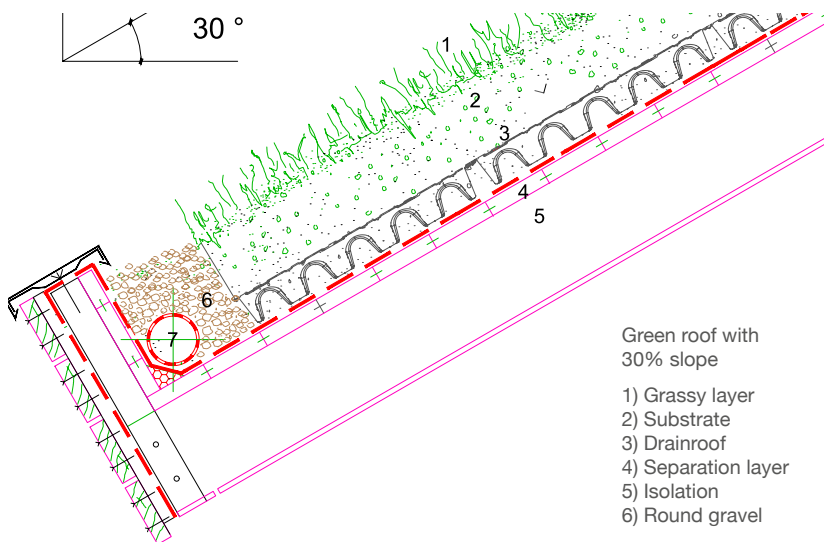 30 °
1
2
3
4
5
6
7
Green roof with
30% slope
1) Grassy layer
2) Substrate
3) Drainroof
4) Separation layer
5) Isolation
6) Round gravel